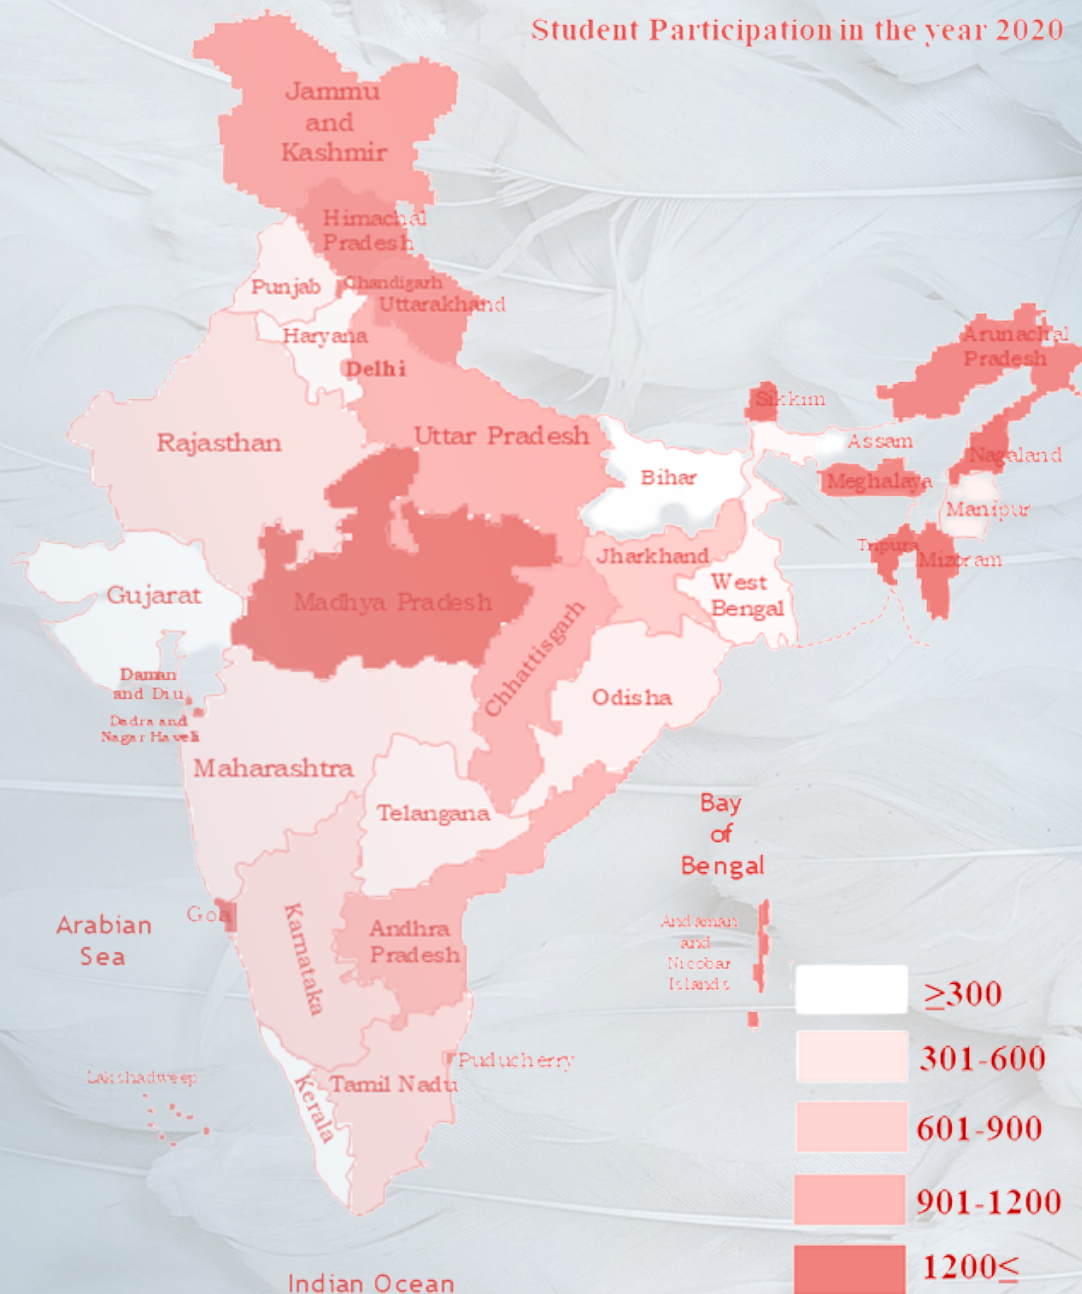 Student Participation in the year 2020
Jammu
and
Kashmir
Himachal
Pradesh
Punjab
Chandigarh
Uttarakhand
Haryana
Delhi
Arunachal
Pradesh
Sikkim
Rajasthan
Uttar Pradesh
Assam
Nagaland
Bihar
Meghalaya
Manipur
Tripura
Mizoram
Jharkhand
West
Bengal
Gujarat
Madhya Pradesh
Chhattisgarh
Daman
and Diu
Dadra and
Nagar Haveli
Odisha
Maharashtra
Telangana
Bay
of
Bengal
Goa
Arabian
Sea
Karnataka
Andhra
Pradesh
Andaman
and
Nicobar
Islands
Puducherry
Lakshadweep
Tamil Nadu
Kerala
Indian Ocean
≥300
301-600
601-900
901-1200
1200≤